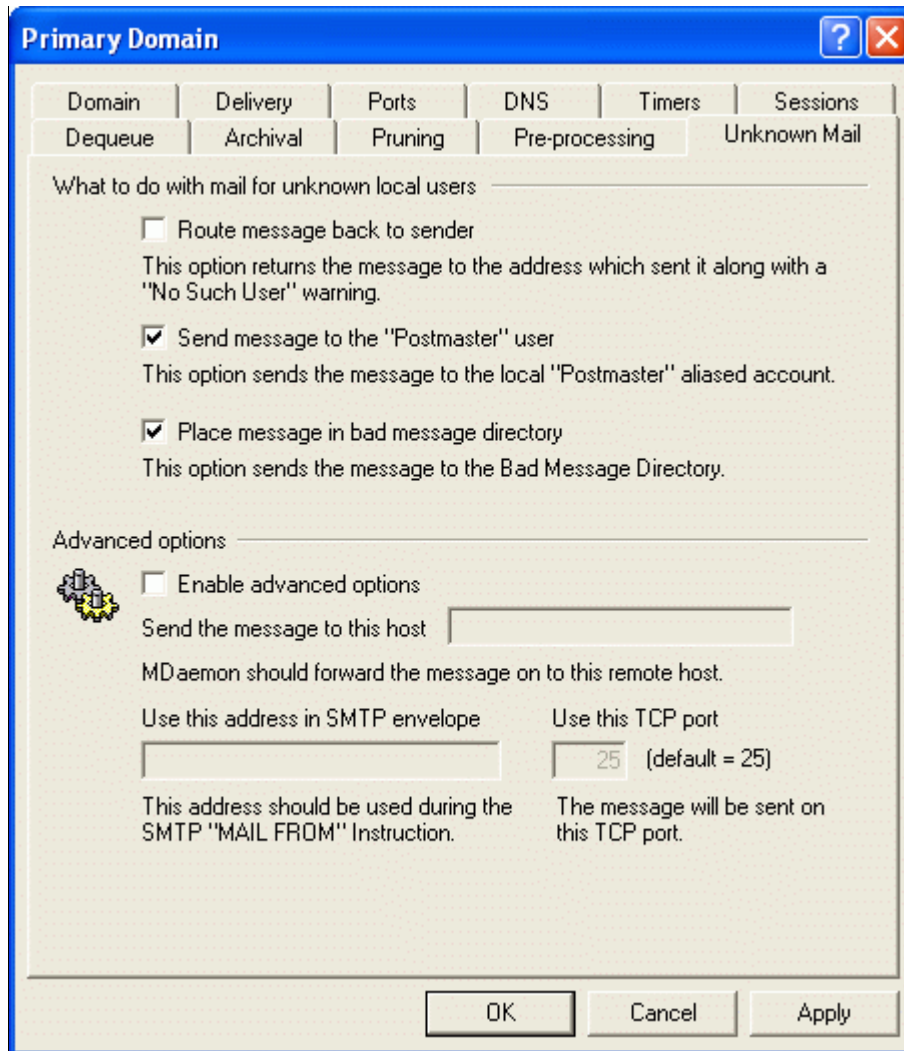 Primary Domain
Domain Delivery Ports DNS Timers Sessions
Dequeue Archival Pruning Pre-processing Unknown Mail
What to do with mail for unknown local users
Route message back to sender
This option returns the message to the address which sent it along with a
"No Such User" warning.
Send message to the "Postmaster" user
This option sends the message to the local "Postmaster" aliased account.
Place message in bad message directory
This option sends the message to the Bad Message Directory.
Advanced options
Enable advanced options
Send the message to this host
MDaemon should forward the message on to this remote host.
Use this address in SMTP envelope Use this TCP port
25 (default = 25)
This address should be used during the The message will be sent on
SMTP "MAIL FROM" Instruction. this TCP port.
OK Cancel Apply